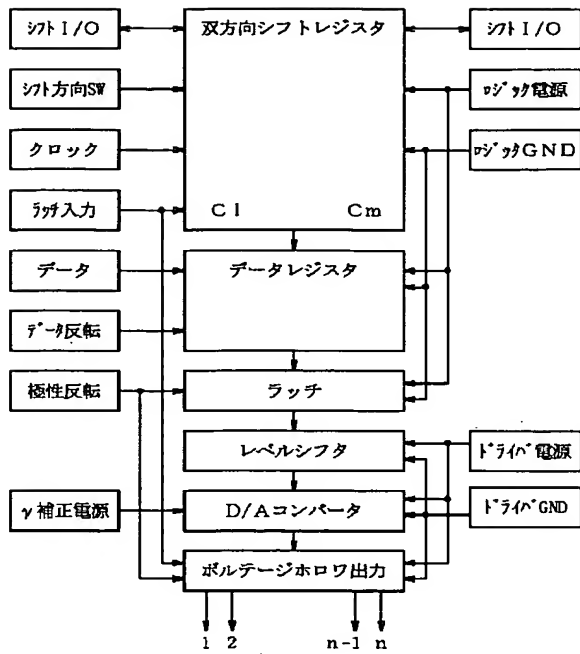 ｼﾌﾄ I/O
双方向シフトレジスタ
ｼﾌﾄ I/O
ｼﾌﾄ方向SW
ﾛｼﾞｯｸ電源
クロック
ﾛｼﾞｯｸGND
ﾗｯﾁ入力
C1 Cm
データ
データレジスタ
ﾃﾞｰﾀ反転
極性反転
ラッチ
レベルシフタ
ﾄﾞﾗｲﾊﾞ電源
γ補正電源
D/Aコンバータ
ﾄﾞﾗｲﾊﾞGND
ボルテージホロワ出力
1 2 n-1 n